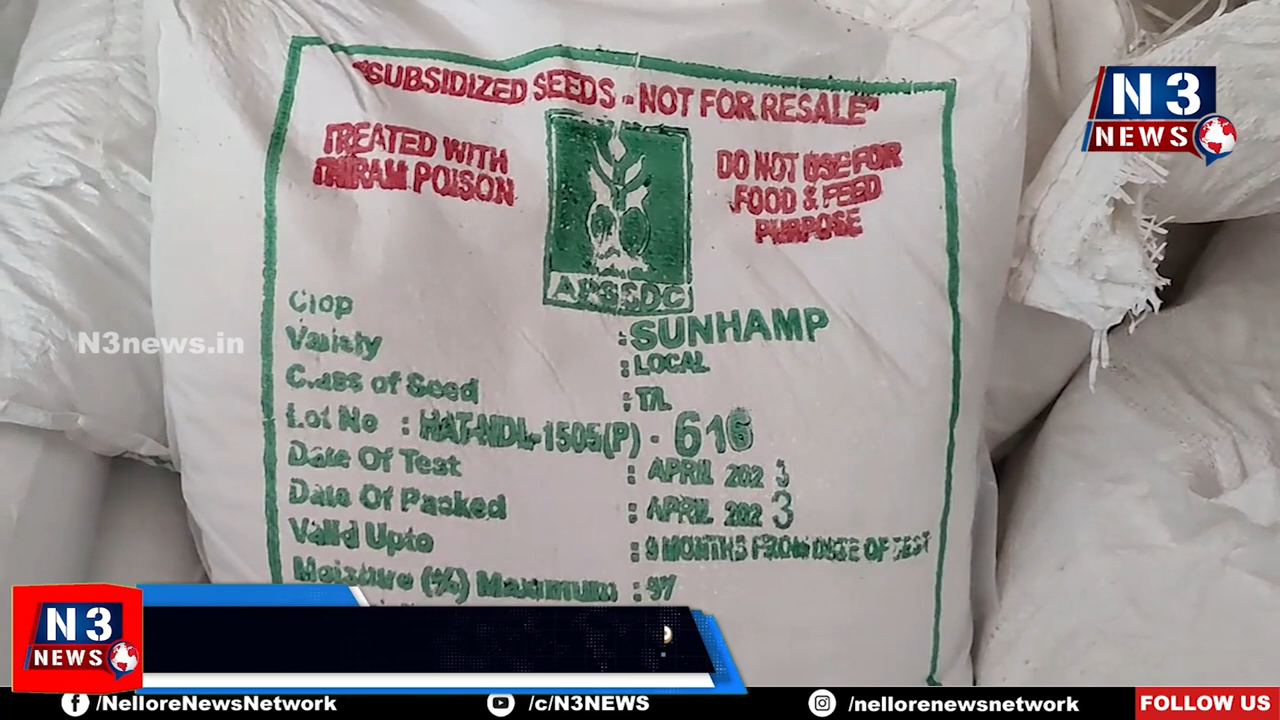 "SUBSIDIZED SEEDS - NOT FOR RESALE"
TREATED WITH
THIRAM POISON
DO NOT USE FOR
FOOD & FEED
PURPOSE
APSSDC
Crop : SUNHAMP
Variety : LOCAL
Class of Seed : T/L
Lot No : HAT-NDL-1505(P) - 616
Date Of Test : APRIL 2023
Date Of Packed : APRIL 2023
Valid Upto : 9 MONTHS FROM DATE OF TEST
Moisture (%) Maximum : 9%
N3 NEWS
N3news.in
N3 NEWS
/NelloreNewsNetwork
/c/N3NEWS
/nellorenewsnetwork
FOLLOW US